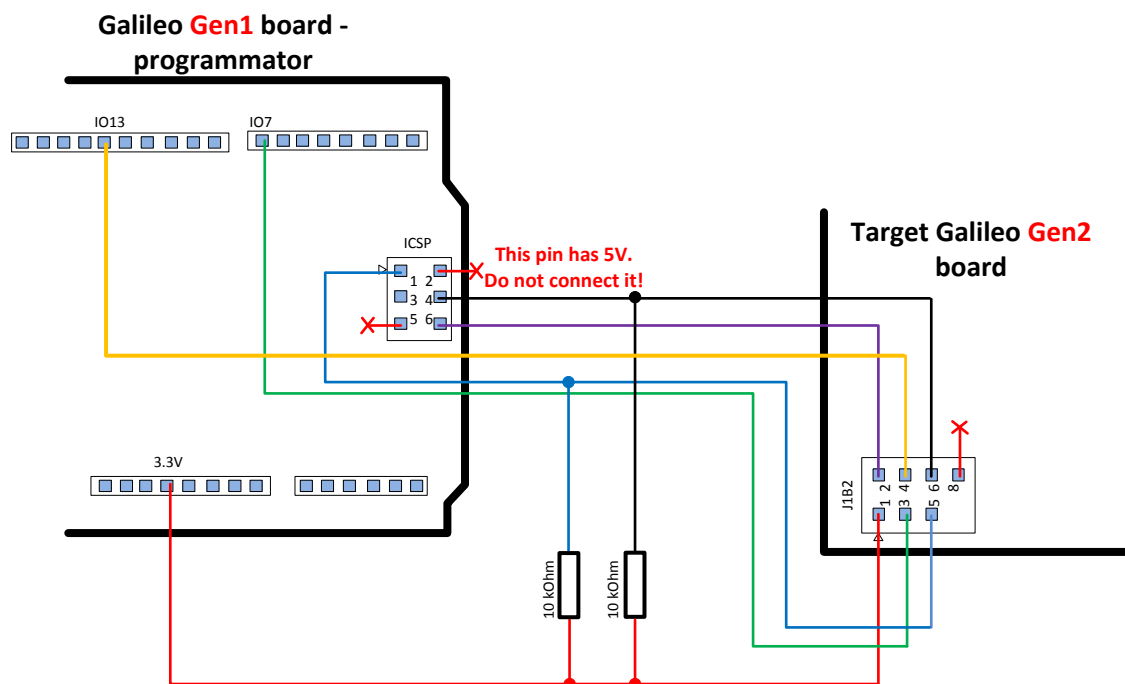 Galileo Gen1 board -
programmator
IO13
IO7
ICSP
This pin has 5V.
Do not connect it!
1 2
3 4
5 6
Target Galileo Gen2
board
3.3V
J1B2
2 4 6 8
1 3 5
10 kOhm
10 kOhm